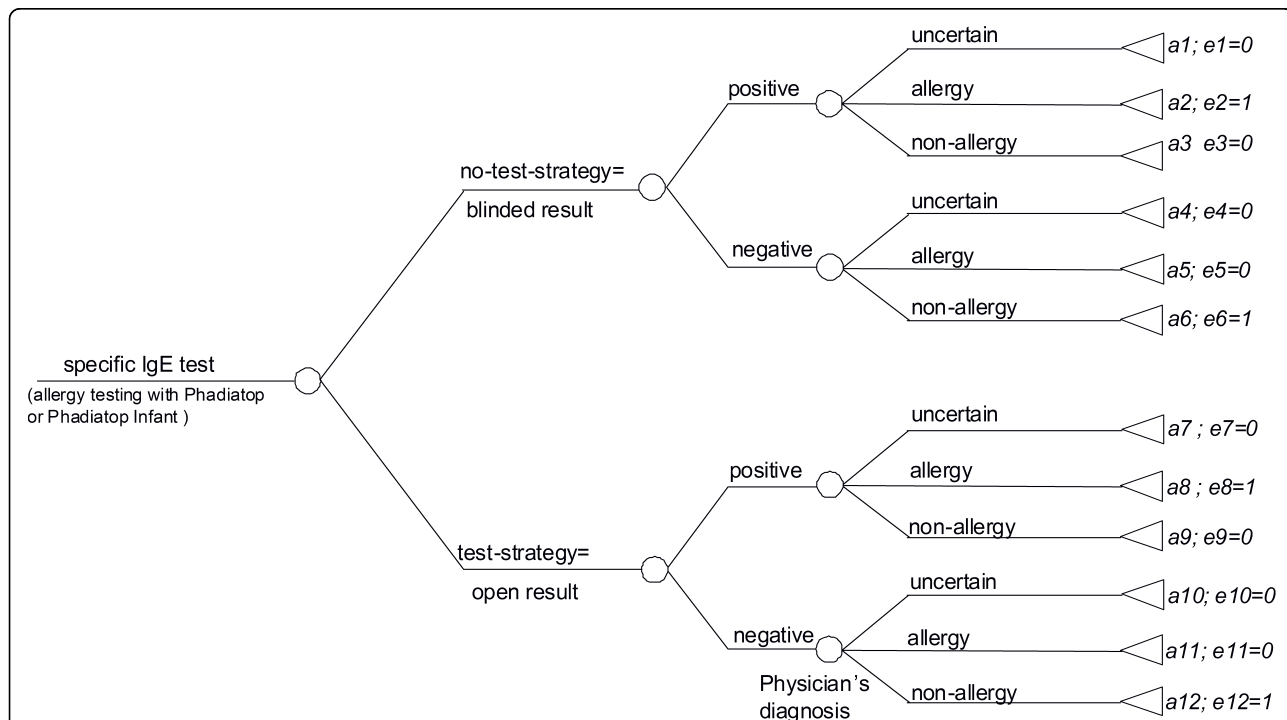 uncertain
a1; e1=0
positive
allergy
a2; e2=1
non-allergy
a3 e3=0
no-test-strategy=
blinded result
uncertain
a4; e4=0
negative
allergy
a5; e5=0
non-allergy
a6; e6=1
specific IgE test
(allergy testing with Phadiatop
or Phadiatop Infant )
uncertain
a7 ; e7=0
positive
allergy
a8 ; e8=1
non-allergy
a9; e9=0
test-strategy=
open result
uncertain
a10; e10=0
negative
allergy
a11; e11=0
Physician's
diagnosis
non-allergy
a12; e12=1